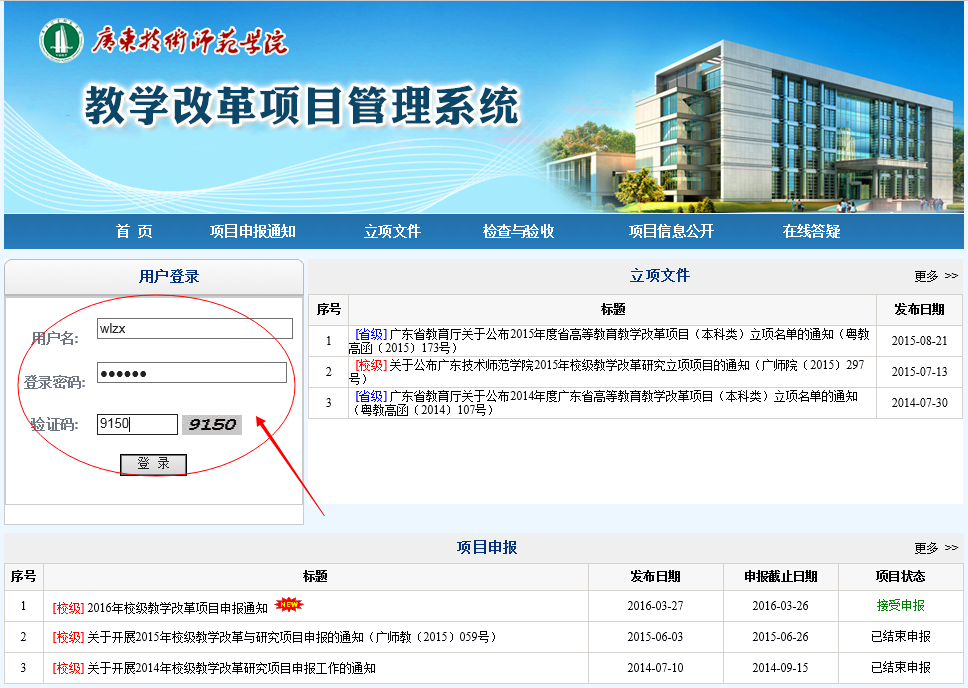 廣東技術師范学院
教学改革项目管理系统
首 页 项目申报通知 立项文件 检查与验收 项目信息公开 在线答疑
用户登录
用户名: wlzx
登录密码: ●●●●●●
验证码: 9150 9150
登 录
立项文件 更多 >>
序号 标题 发布日期
1 [省级]广东省教育厅关于公布2015年度省高等教育教学改革项目（本科类）立项名单的通知（粤教
高函（2015）173号） 2015-08-21
2 [校级]关于公布广东技术师范学院2015年校级教学改革研究立项项目的通知（广师院（2015）297
号） 2015-07-13
3 [省级]广东省教育厅关于公布2014年度广东省高等教育教学改革项目（本科类）立项名单的通知
（粤教高函（2014）107号） 2014-07-30
项目申报 更多 >>
序号 标题 发布日期 申报截止日期 项目状态
1 [校级]2016年校级教学改革项目申报通知 NEW 2016-03-27 2016-03-26 接受申报
2 [校级]关于开展2015年校级教学改革与研究项目申报的通知（广师教（2015）059号） 2015-06-03 2015-06-26 已结束申报
3 [校级]关于开展2014年校级教学改革研究项目申报工作的通知 2014-07-10 2014-09-15 已结束申报